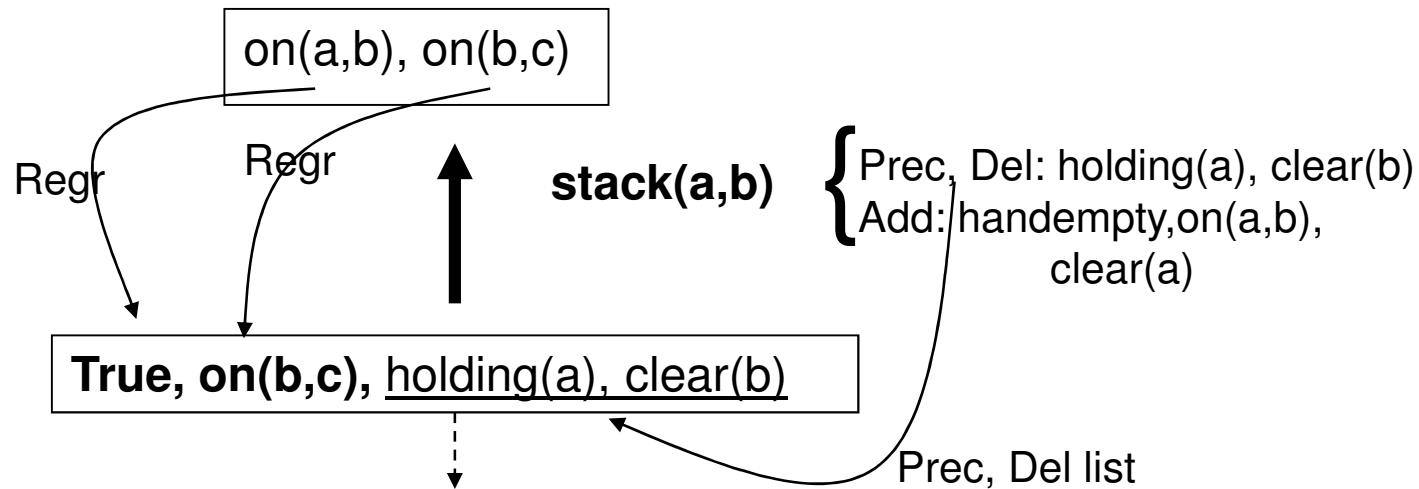 on(a,b), on(b,c)
Regr
Regr
stack(a,b)
Prec, Del: holding(a), clear(b)
Add: handempty,on(a,b),
clear(a)
True, on(b,c), holding(a), clear(b)
Prec, Del list